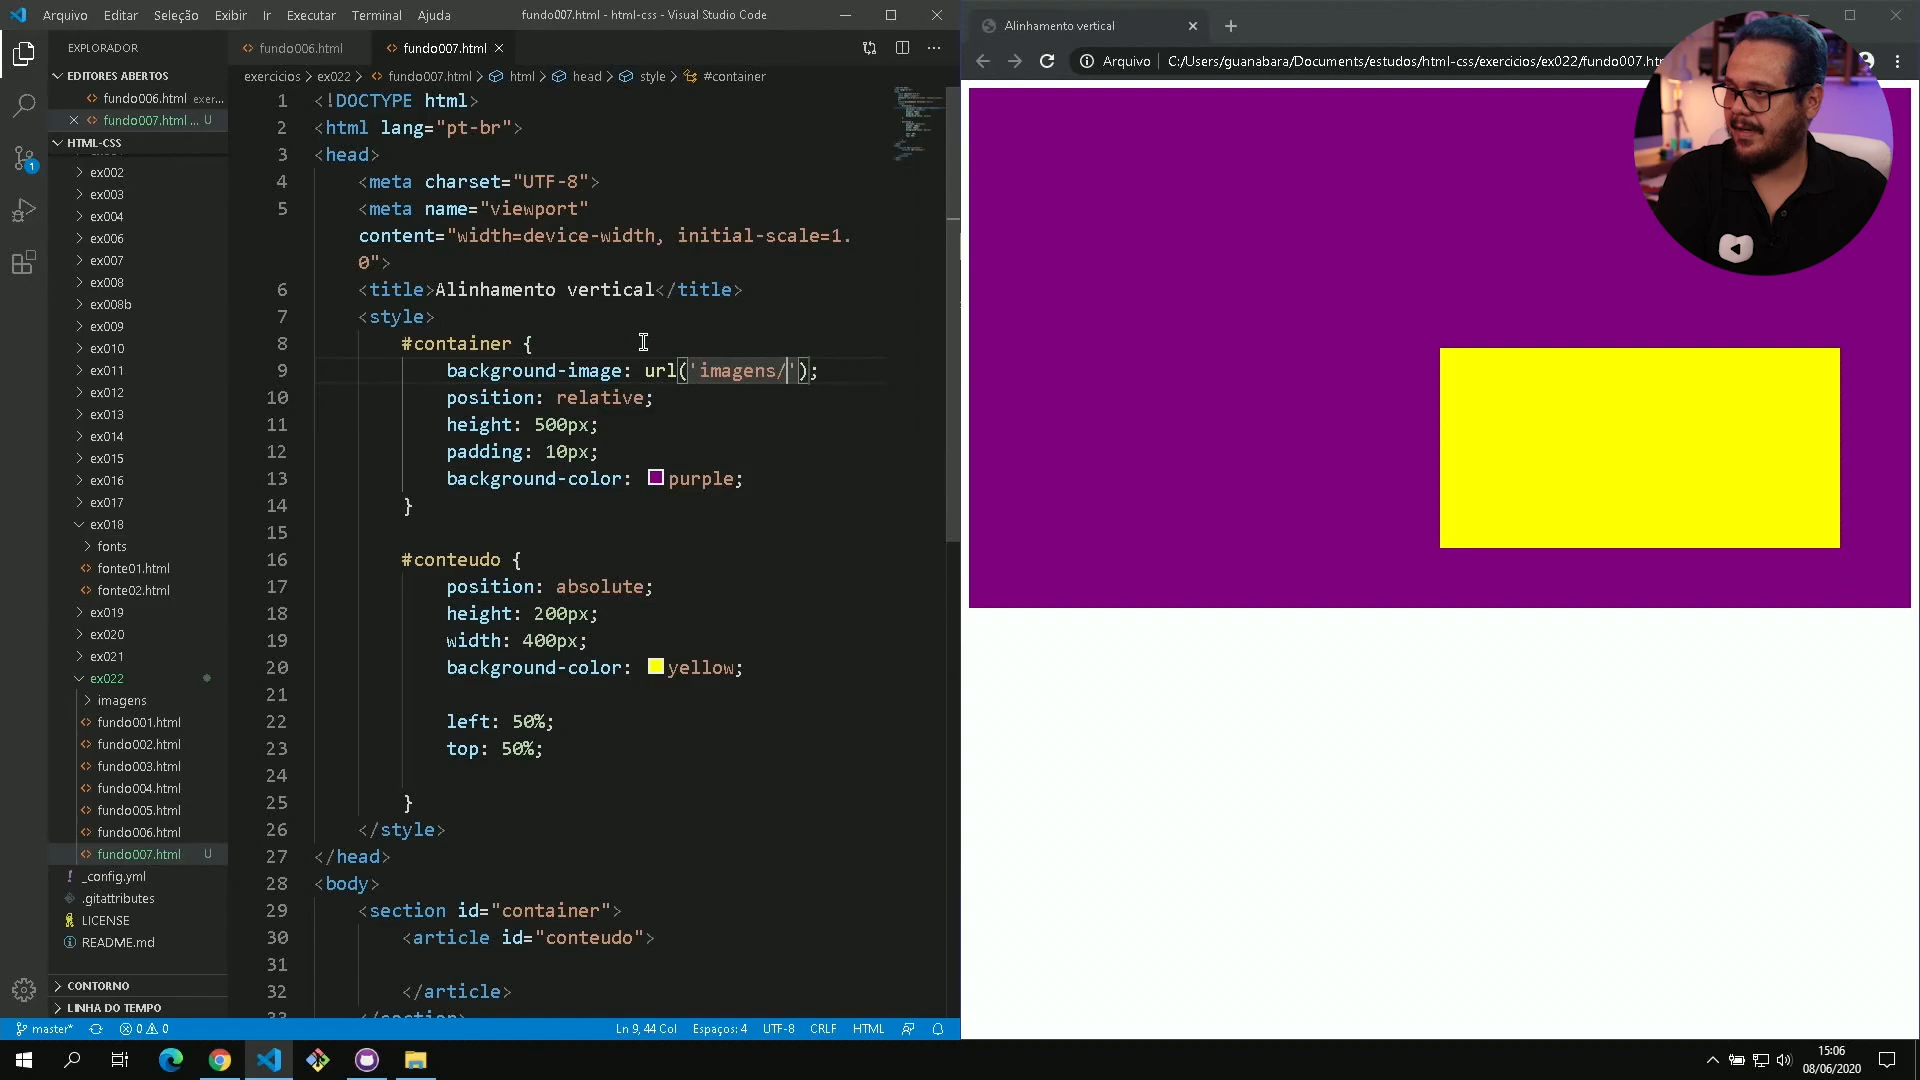 Arquivo Editar Seleção Exibir Ir Executar Terminal Ajuda
fundo007.html - html-css - Visual Studio Code
EXPLORADOR
EDITORES ABERTOS
fundo006.html exer...
fundo007.html ... U
HTML-CSS
ex002
ex003
ex004
ex006
ex007
ex008
ex008b
ex009
ex010
ex011
ex012
ex013
ex014
ex015
ex016
ex017
ex018
fonts
fonte01.html
fonte02.html
ex019
ex020
ex021
ex022
imagens
fundo001.html
fundo002.html
fundo003.html
fundo004.html
fundo005.html
fundo006.html
fundo007.html U
_config.yml
.gitattributes
LICENSE
README.md
CONTORNO
LINHA DO TEMPO
1
fundo006.html
fundo007.html
exercicios > ex022 > fundo007.html > html > head > style > #container
1 <!DOCTYPE html>
2 <html lang="pt-br">
3 <head>
4 <meta charset="UTF-8">
5 <meta name="viewport"
content="width=device-width, initial-scale=1.
0">
6 <title>Alinhamento vertical</title>
7 <style>
8 #container {
9 background-image: url('imagens/');
10 position: relative;
11 height: 500px;
12 padding: 10px;
13 background-color: purple;
14 }
15
16 #conteudo {
17 position: absolute;
18 height: 200px;
19 width: 400px;
20 background-color: yellow;
21
22 left: 50%;
23 top: 50%;
24
25 }
26 </style>
27 </head>
28 <body>
29 <section id="container">
30 <article id="conteudo">
31
32 </article>
33 </section>
master* 0 0
Ln 9, 44 Col Espaços: 4 UTF-8 CRLF HTML
Alinhamento vertical
Arquivo C:/Users/guanabara/Documents/estudos/html-css/exercicios/ex022/fundo007.htm
15:06
08/06/2020